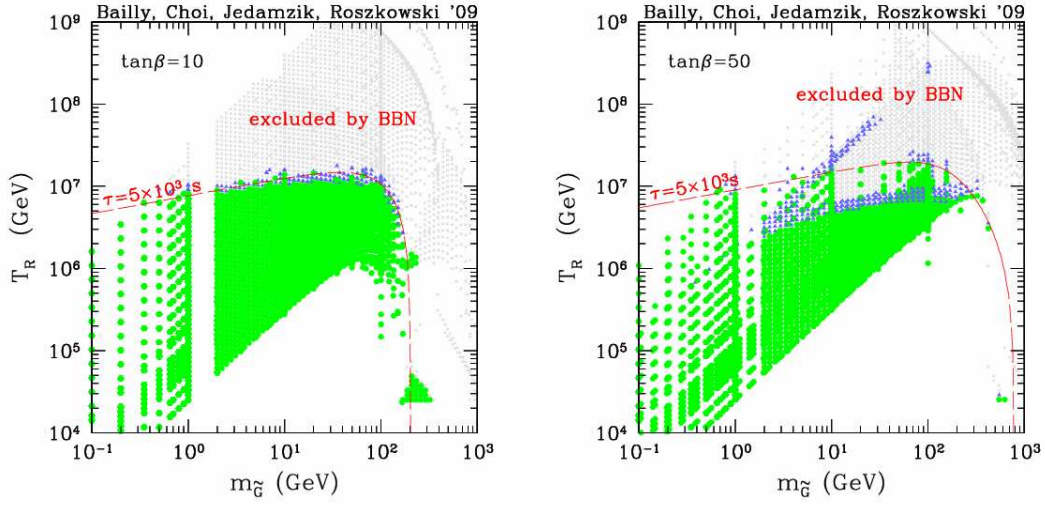 Bailly, Choi, Jedamzik, Roszkowski '09
10⁹
tanβ=10
10⁸
excluded by BBN
10⁷
τ=5×10³ s
T_R (GeV)
10⁶
10⁵
10⁴
10⁻¹ 10⁰ 10¹ 10² 10³
m_G̃ (GeV)
Bailly, Choi, Jedamzik, Roszkowski '09
10⁹
tanβ=50
10⁸
excluded by BBN
10⁷
τ=5×10³s
T_R (GeV)
10⁶
10⁵
10⁴
10⁻¹ 10⁰ 10¹ 10² 10³
m_G̃ (GeV)